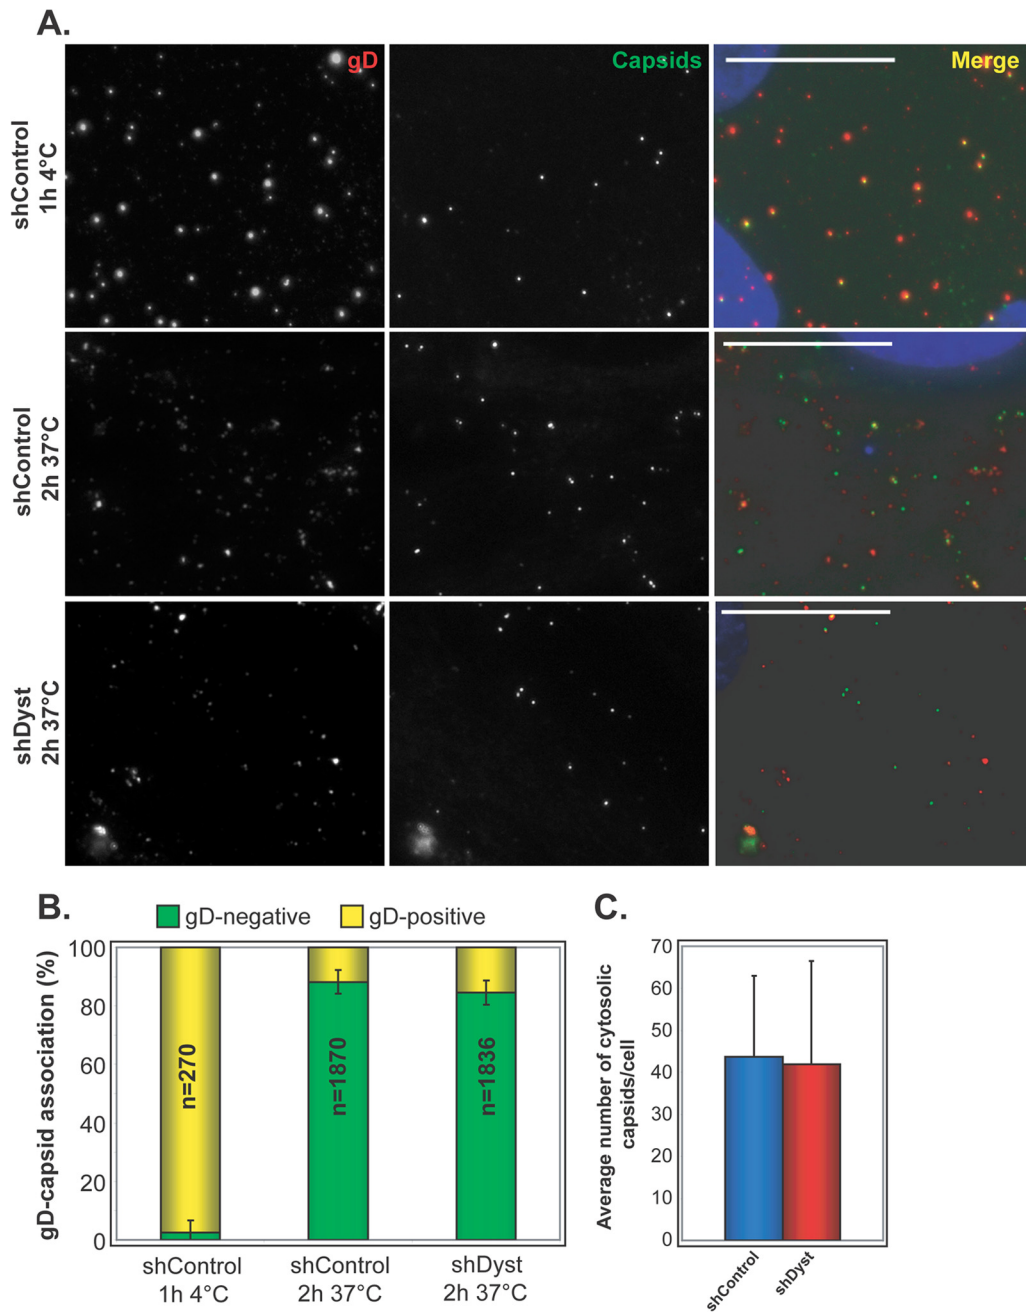 A.
gD
Capsids
Merge
shControl
1h 4°C
shControl
2h 37°C
shDyst
2h 37°C
B.
gD-negative
gD-positive
gD-capsid association (%)
100
80
60
40
20
0
n=270
n=1870
n=1836
shControl
1h 4°C
shControl
2h 37°C
shDyst
2h 37°C
C.
Average number of cytosolic
capsids/cell
70
60
50
40
30
20
10
0
shControl
shDyst